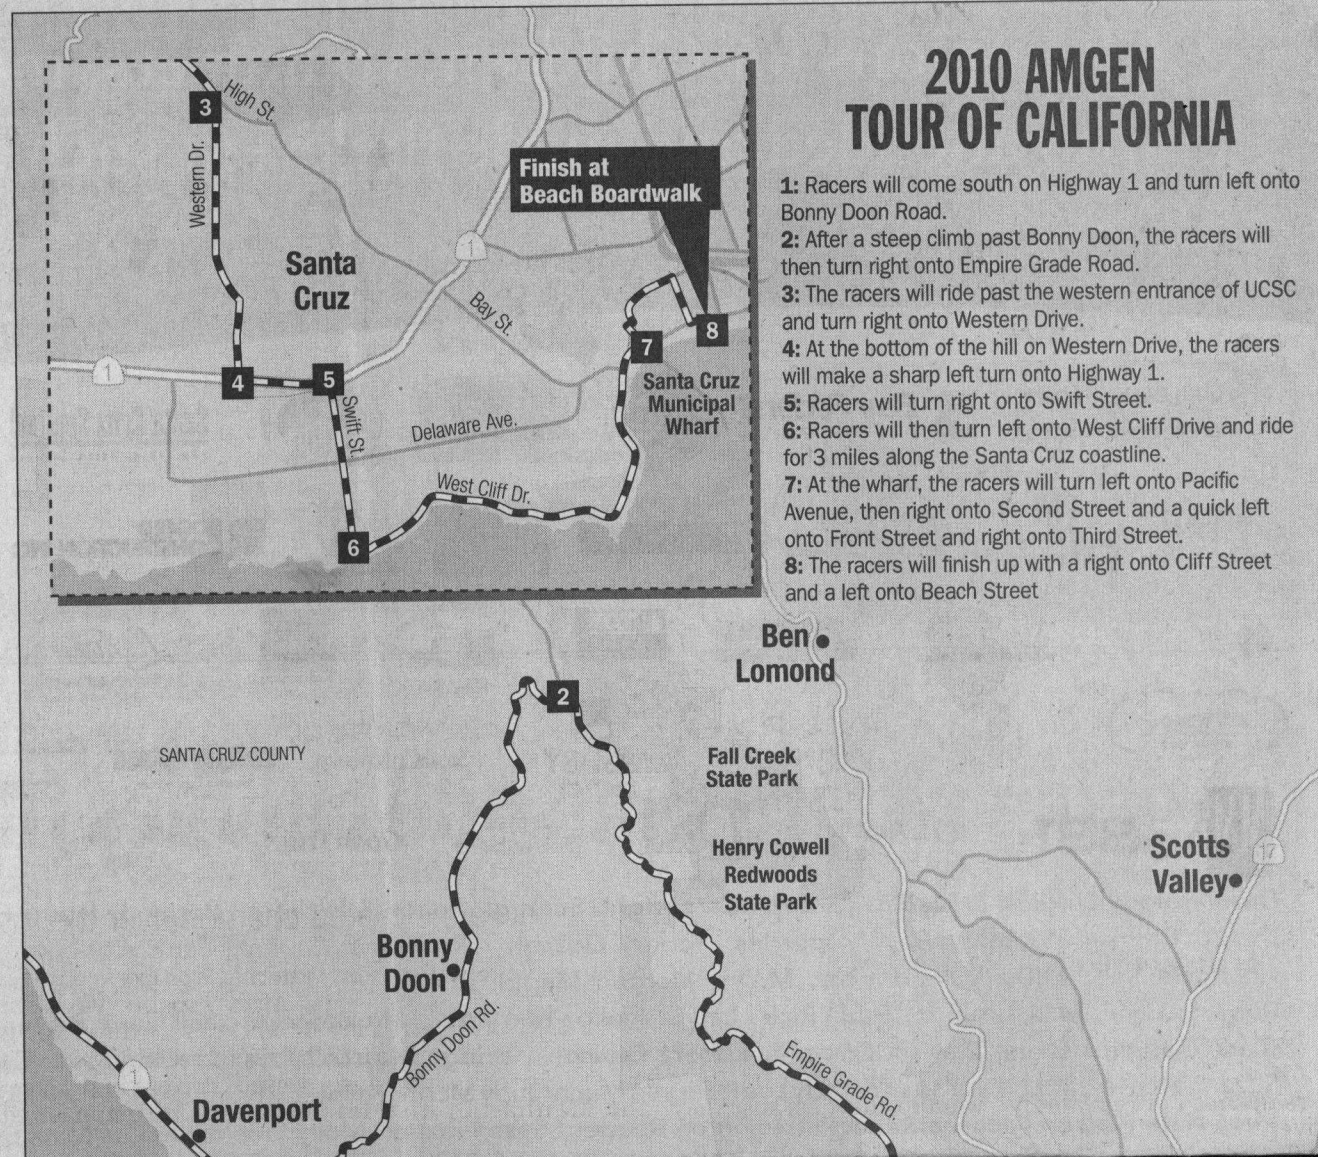 2010 AMGEN
TOUR OF CALIFORNIA
1: Racers will come south on Highway 1 and turn left onto
Bonny Doon Road.
2: After a steep climb past Bonny Doon, the racers will
then turn right onto Empire Grade Road.
3: The racers will ride past the western entrance of UCSC
and turn right onto Western Drive.
4: At the bottom of the hill on Western Drive, the racers
will make a sharp left turn onto Highway 1.
5: Racers will turn right onto Swift Street.
6: Racers will then turn left onto West Cliff Drive and ride
for 3 miles along the Santa Cruz coastline.
7: At the wharf, the racers will turn left onto Pacific
Avenue, then right onto Second Street and a quick left
onto Front Street and right onto Third Street.
8: The racers will finish up with a right onto Cliff Street
and a left onto Beach Street
3
High St.
Western Dr.
Finish at
Beach Boardwalk
Santa
Cruz
1
Bay St.
8
7
1
4
5
Santa Cruz
Municipal
Wharf
Swift St.
Delaware Ave.
West Cliff Dr.
6
Ben
Lomond
2
SANTA CRUZ COUNTY
Fall Creek
State Park
Henry Cowell
Redwoods
State Park
Scotts
Valley
17
Bonny
Doon
Bonny Doon Rd.
Empire Grade Rd.
1
Davenport